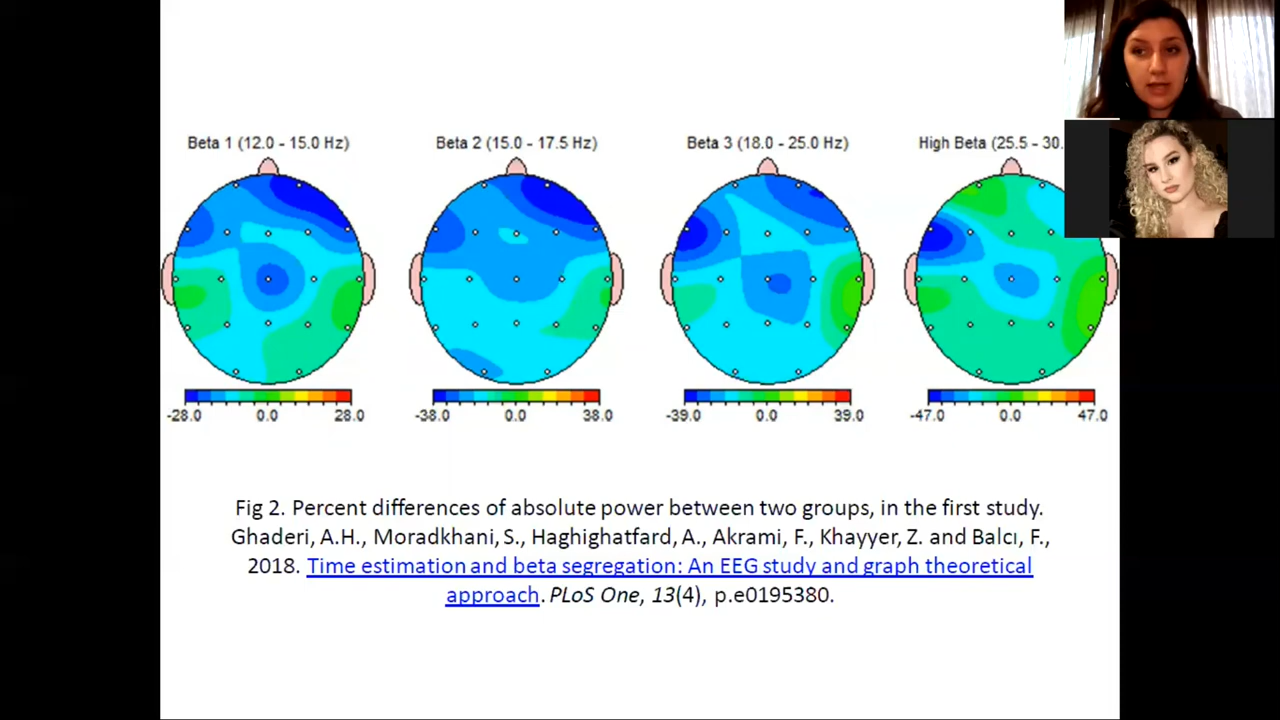 Beta 1 (12.0 - 15.0 Hz) Beta 2 (15.0 - 17.5 Hz) Beta 3 (18.0 - 25.0 Hz) High Beta (25.5 - 30.
-28.0 0.0 28.0 -38.0 0.0 38.0 -39.0 0.0 39.0 -47.0 0.0 47.0
Fig 2. Percent differences of absolute power between two groups, in the first study.
Ghaderi, A.H., Moradkhani, S., Haghighatfard, A., Akrami, F., Khayyer, Z. and Balcı, F.,
2018. Time estimation and beta segregation: An EEG study and graph theoretical
approach. PLoS One, 13(4), p.e0195380.